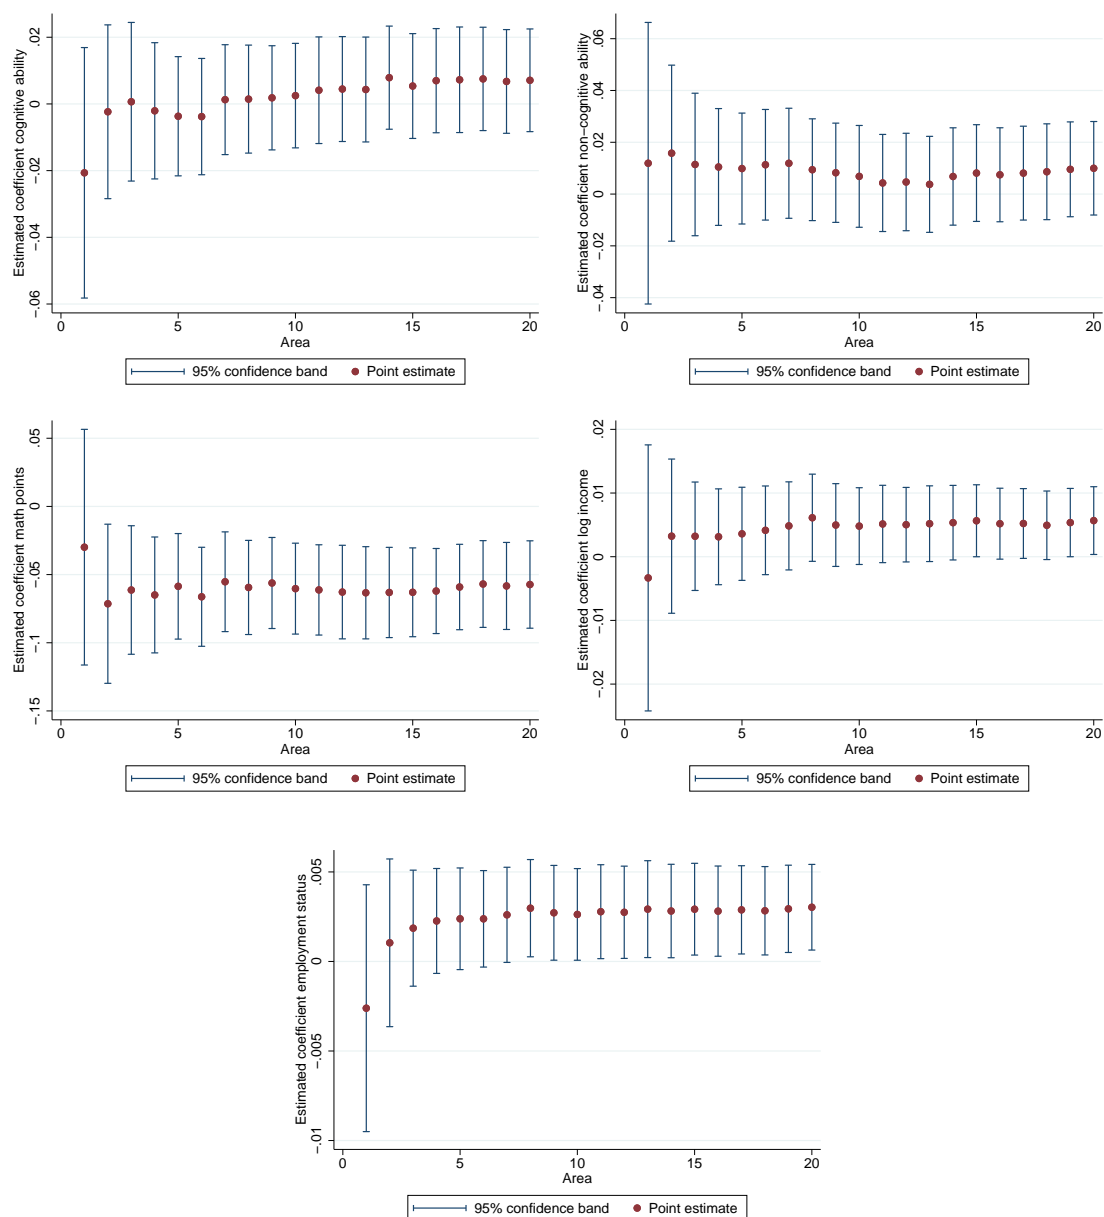 Estimated coefficient cognitive ability
.02
0
−.02
−.04
−.06
0 5 10 15 20
Area
95% confidence band Point estimate
Estimated coefficient non−cognitive ability
.06
.04
.02
0
−.02
−.04
0 5 10 15 20
Area
95% confidence band Point estimate
Estimated coefficient math points
.05
0
−.05
−.1
−.15
0 5 10 15 20
Area
95% confidence band Point estimate
Estimated coefficient log income
.02
.01
0
−.01
−.02
0 5 10 15 20
Area
95% confidence band Point estimate
Estimated coefficient employment status
.005
0
−.005
−.01
0 5 10 15 20
Area
95% confidence band Point estimate